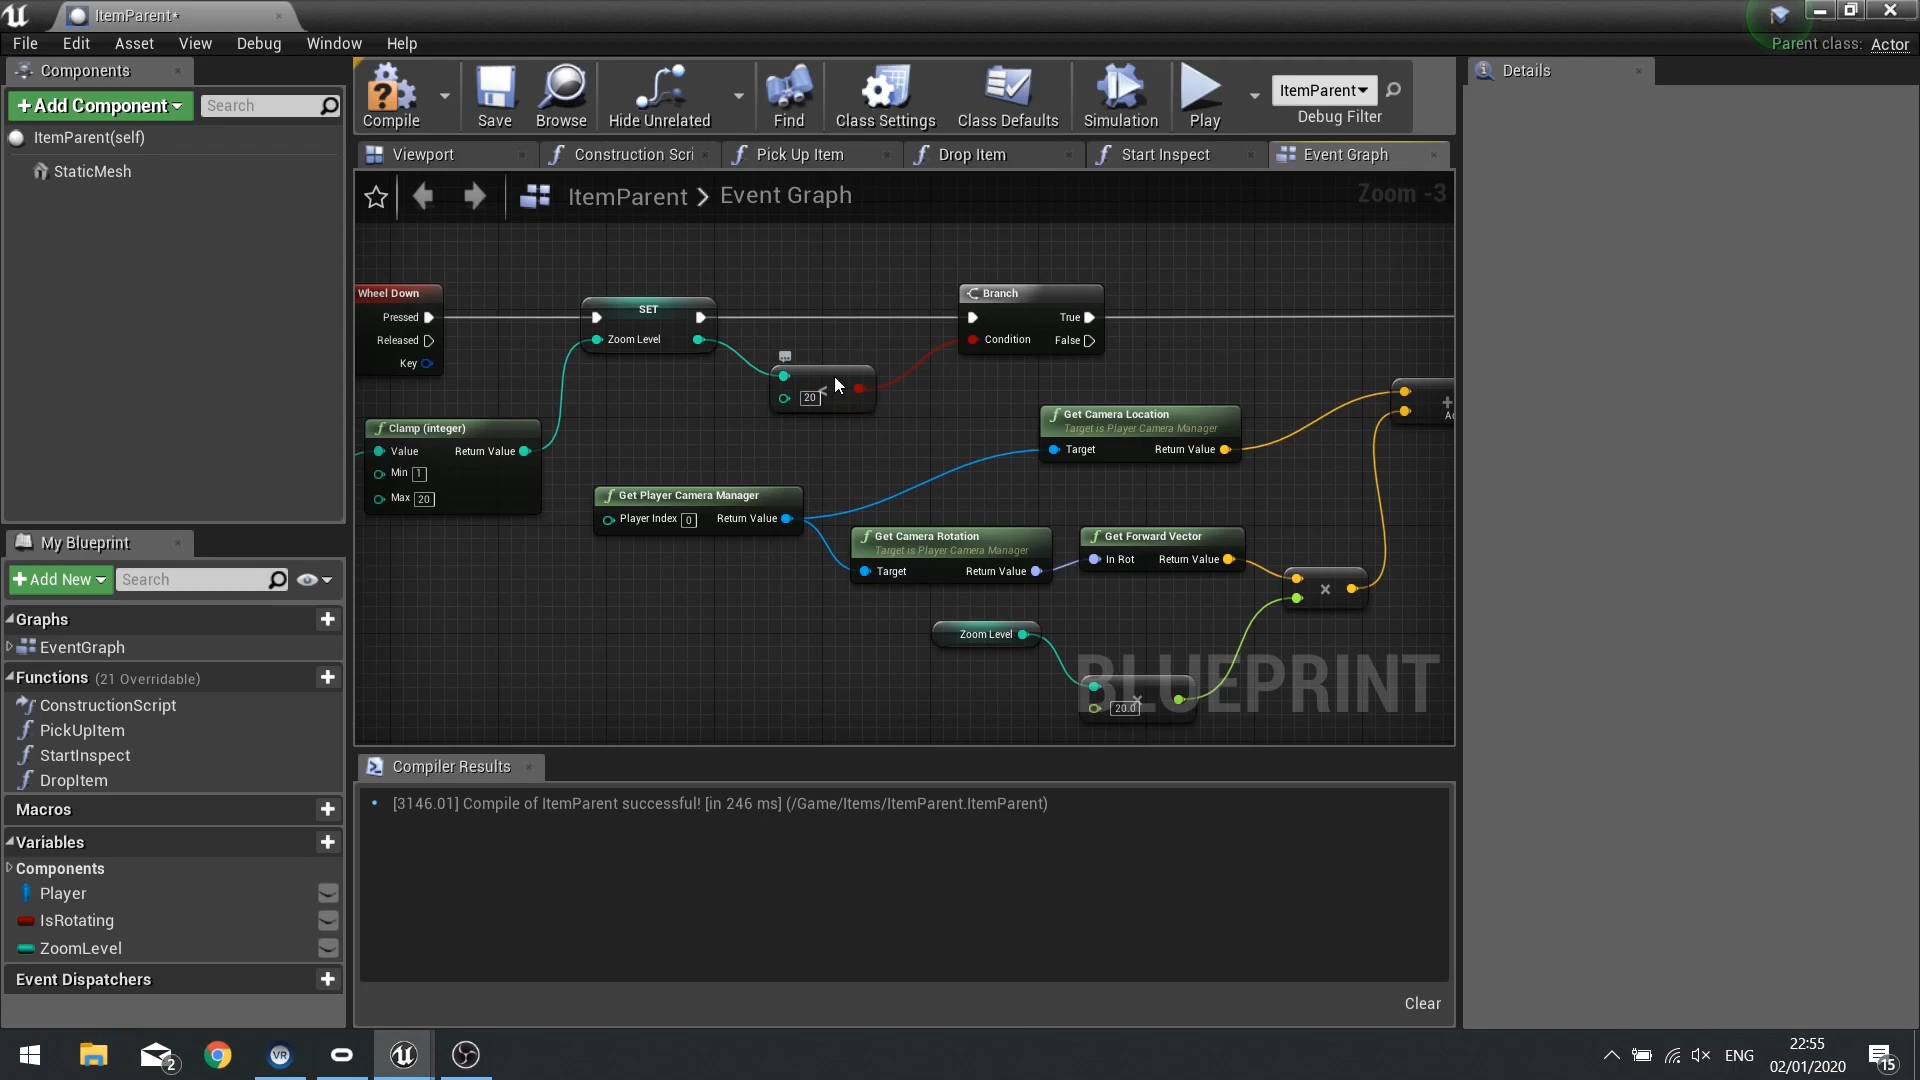 ItemParent*
File Edit Asset View Debug Window Help
Parent class: Actor
Components
+Add Component
Search
ItemParent(self)
StaticMesh
Compile
Save
Browse
Hide Unrelated
Find
Class Settings
Class Defaults
Simulation
Play
ItemParent
Debug Filter
Details
Viewport
Construction Scri
Pick Up Item
Drop Item
Start Inspect
Event Graph
ItemParent > Event Graph
Zoom -3
Wheel Down
Pressed
Released
Key
SET
Zoom Level
<
20
Branch
True
Condition
False
Clamp (integer)
Value
Return Value
Min 1
Max 20
Get Camera Location
Target is Player Camera Manager
Target
Return Value
+
Get Player Camera Manager
Player Index 0
Return Value
Get Camera Rotation
Target is Player Camera Manager
Target
Return Value
Get Forward Vector
In Rot
Return Value
×
Zoom Level
×
20.0
BLUEPRINT
My Blueprint
+Add New
Search
Graphs
EventGraph
Functions (21 Overridable)
ConstructionScript
PickUpItem
StartInspect
DropItem
Macros
Variables
Components
Player
IsRotating
ZoomLevel
Event Dispatchers
Compiler Results
[3146.01] Compile of ItemParent successful! [in 246 ms] (/Game/Items/ItemParent.ItemParent)
Clear
2
VR
ENG
22:55
02/01/2020
15